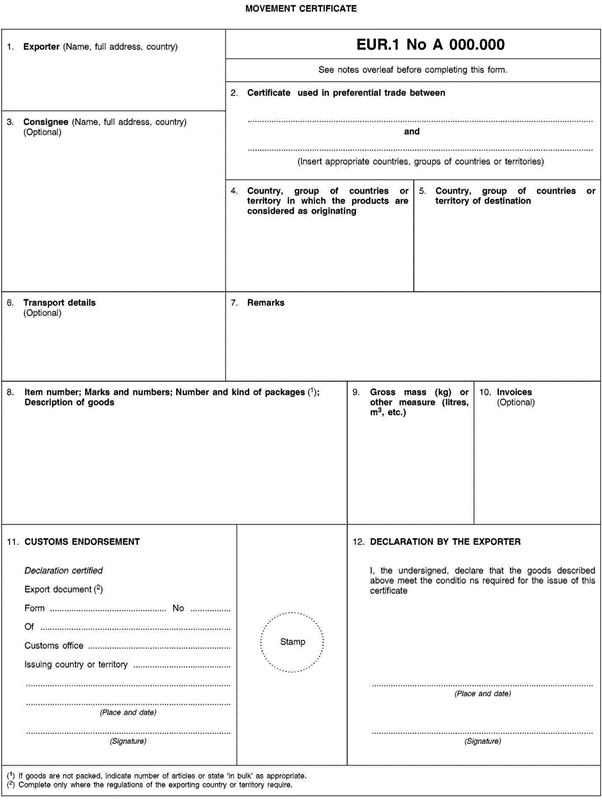 MOVEMENT CERTIFICATE
1. Exporter (Name, full address, country)
EUR.1 No A 000.000
See notes overleaf before completing this form.
2. Certificate used in preferential trade between
................................................................
and
................................................................
(Insert appropriate countries, groups of countries or territories)
3. Consignee (Name, full address, country)
(Optional)
4. Country, group of countries or
territory in which the products are
considered as originating
5. Country, group of countries or
territory of destination
6. Transport details
(Optional)
7. Remarks
8. Item number; Marks and numbers; Number and kind of packages (1);
Description of goods
9. Gross mass (kg) or
other measure (litres,
m3, etc.)
10. Invoices
(Optional)
11. CUSTOMS ENDORSEMENT
Declaration certified
Export document (2)
Form .................................. No ............
Of ................................................
Customs office ....................................
Issuing country or territory ......................
................................................
................................................
(Place and date)
................................................
(Signature)
Stamp
12. DECLARATION BY THE EXPORTER
I, the undersigned, declare that the goods described
above meet the conditio ns required for the issue of this
certificate
................................................
(Place and date)
................................................
(Signature)
(1) If goods are not packed, indicate number of articles or state 'in bulk' as appropriate.
(2) Complete only where the regulations of the exporting country or territory require.